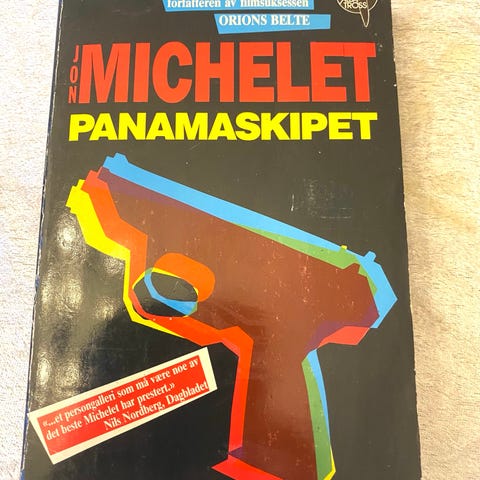 forfatteren av filmsuksessen
ORIONS BELTE
TROSS
JON
MICHELET
PANAMASKIPET
«...et persongalleri som må være noe av
det beste Michelet har prestert.»
Nils Nordberg, Dagbladet